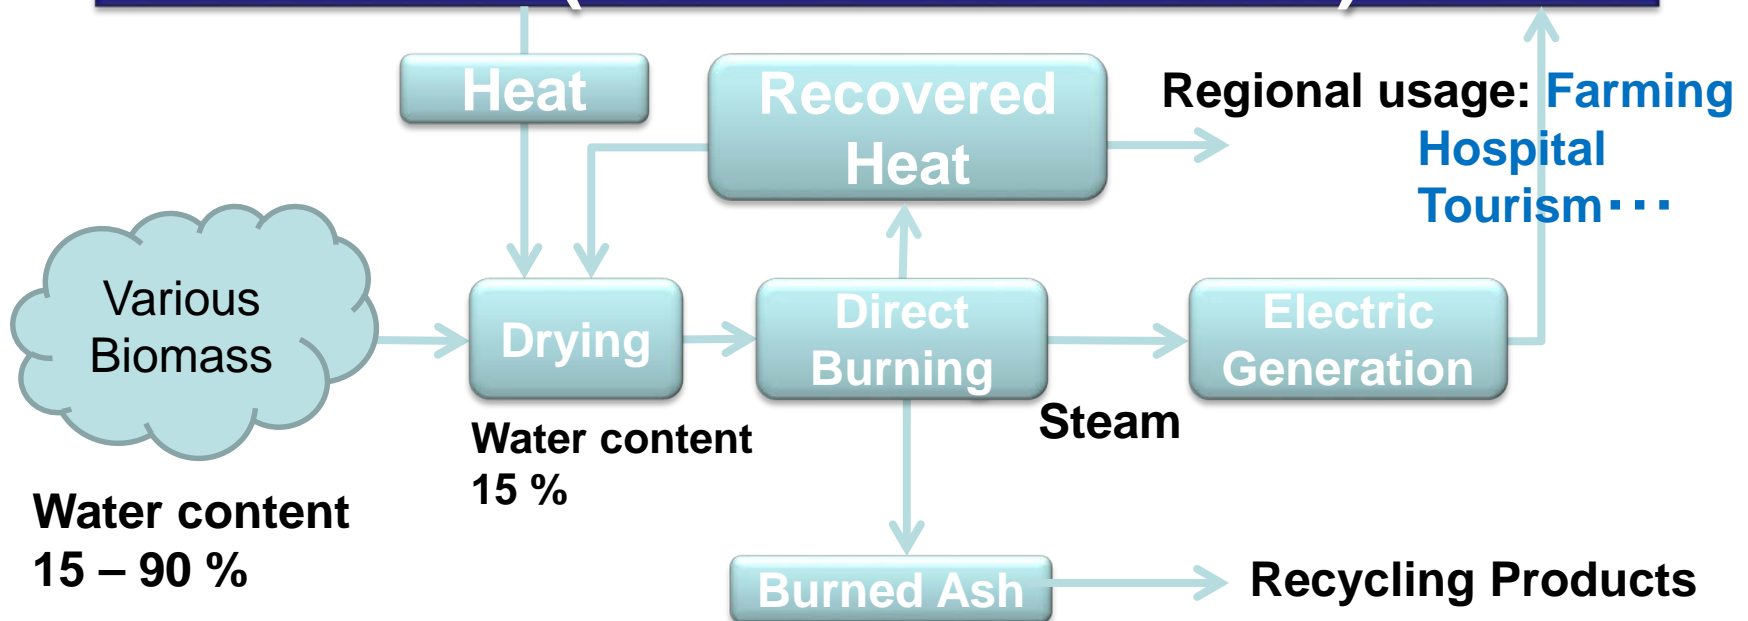 Heat
Recovered
Heat
Regional usage: Farming
Hospital
Tourism･･･
Various
Biomass
Drying
Direct
Burning
Electric
Generation
Steam
Water content
15 %
Water content
15 – 90 %
Burned Ash
Recycling Products